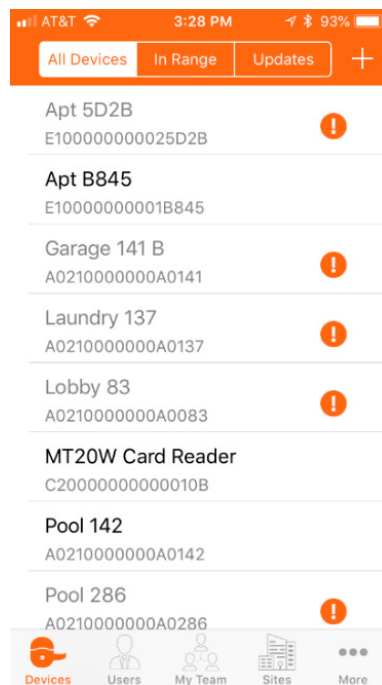 AT&T 3:28 PM 93%
All Devices In Range Updates +
Apt 5D2B
E100000000025D2B
Apt B845
E10000000001B845
Garage 141 B
A0210000000A0141
Laundry 137
A0210000000A0137
Lobby 83
A0210000000A0083
MT20W Card Reader
C20000000000010B
Pool 142
A0210000000A0142
Pool 286
A0210000000A0286
Devices Users My Team Sites More